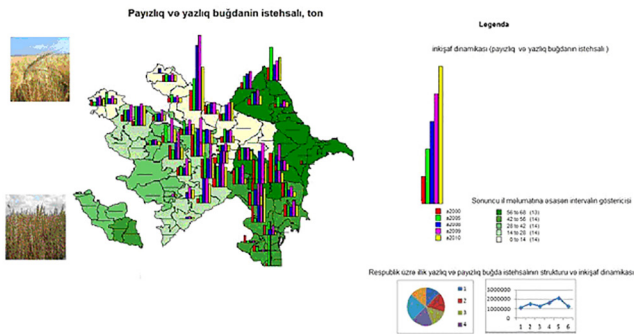 Payızlıq və yazlıq buğdanin istehsalı, ton
Legenda
inkişaf dinamikası (payızlıq və yazlıq buğdanın istehsalı )
a2000
a2005
a2008
a2009
a2010
Sonuncu il məlumatına əsasən intervalın göstəricisi
56 to 68 (13)
42 to 56 (14)
28 to 42 (14)
14 to 28 (14)
0 to 14 (14)
Respublik üzrə illik yazlıq və payızlıq buğda istehsalının strukturu və inkişaf dinamikası
1
2
3
4
3000000
2000000
1000000
0
1 2 3 4 5 6